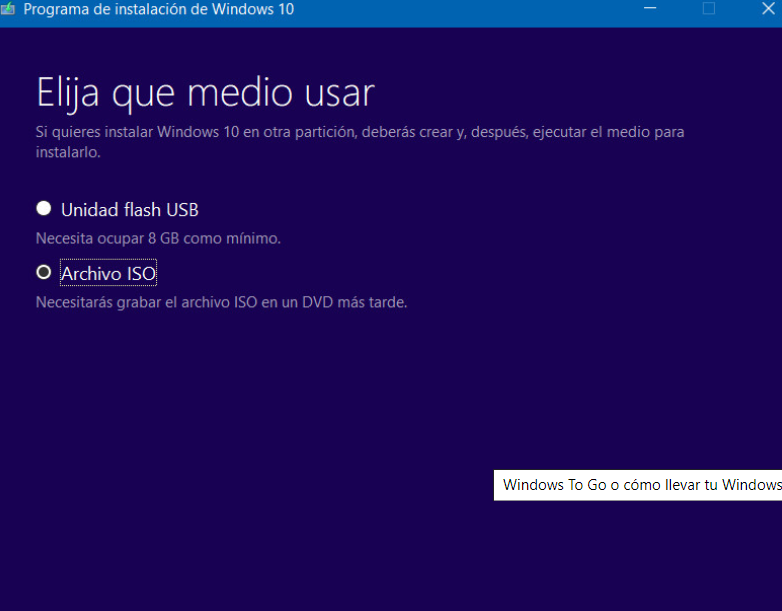 Programa de instalación de Windows 10
Elija que medio usar
Si quieres instalar Windows 10 en otra partición, deberás crear y, después, ejecutar el medio para
instalarlo.
Unidad flash USB
Necesita ocupar 8 GB como mínimo.
Archivo ISO
Necesitarás grabar el archivo ISO en un DVD más tarde.
Windows To Go o cómo llevar tu Windows